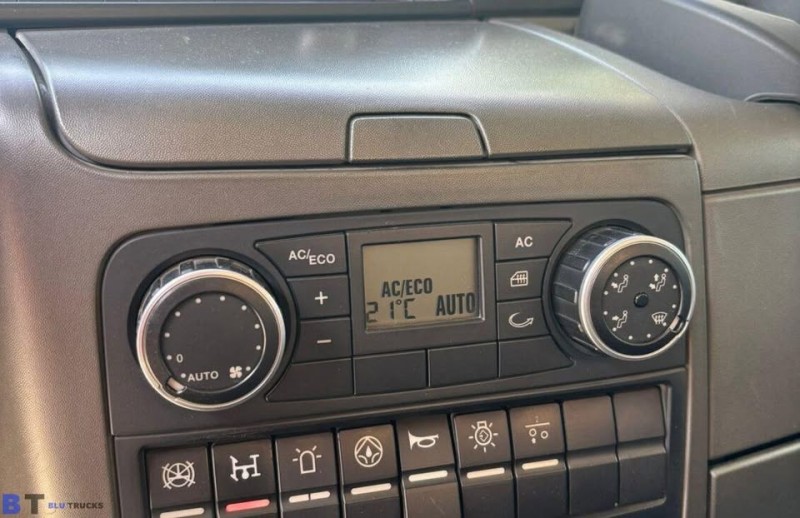 AC/ECO
+
−
AC/ECO
21°C AUTO
AC
0
AUTO
BT BLU TRUCKS